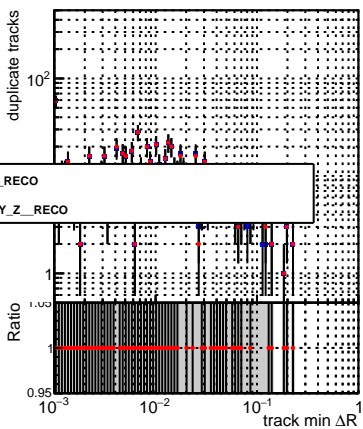 duplicate tracks
10²
_RECO
Y_Z__RECO
1
Ratio
1.05
1
0.95
10⁻³
10⁻²
10⁻¹
1
track min ΔR